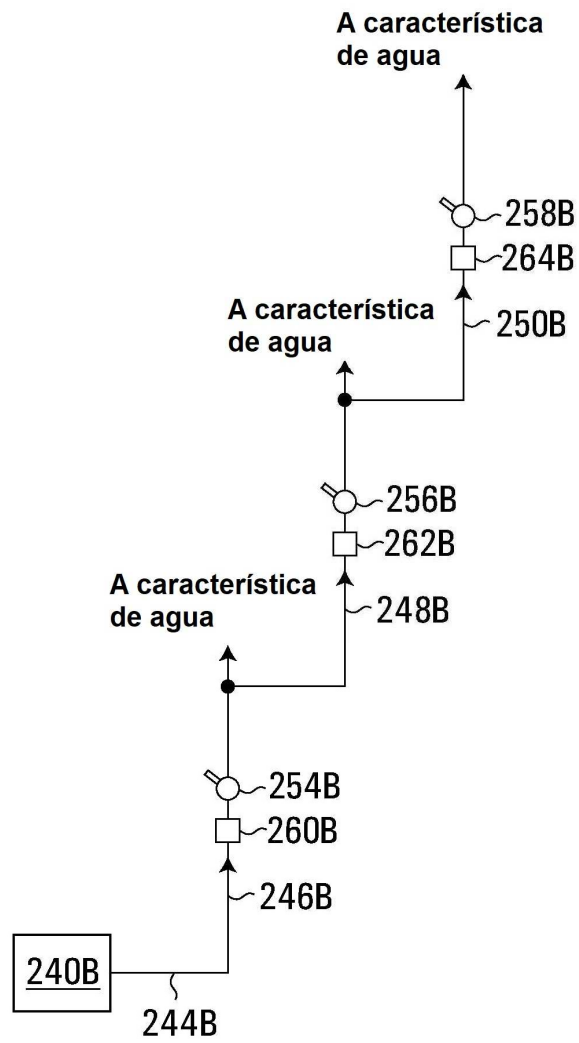 A característica
de agua
258B
264B
A característica
250B
de agua
256B
262B
A característica
de agua
248B
254B
260B
246B
240B
244B